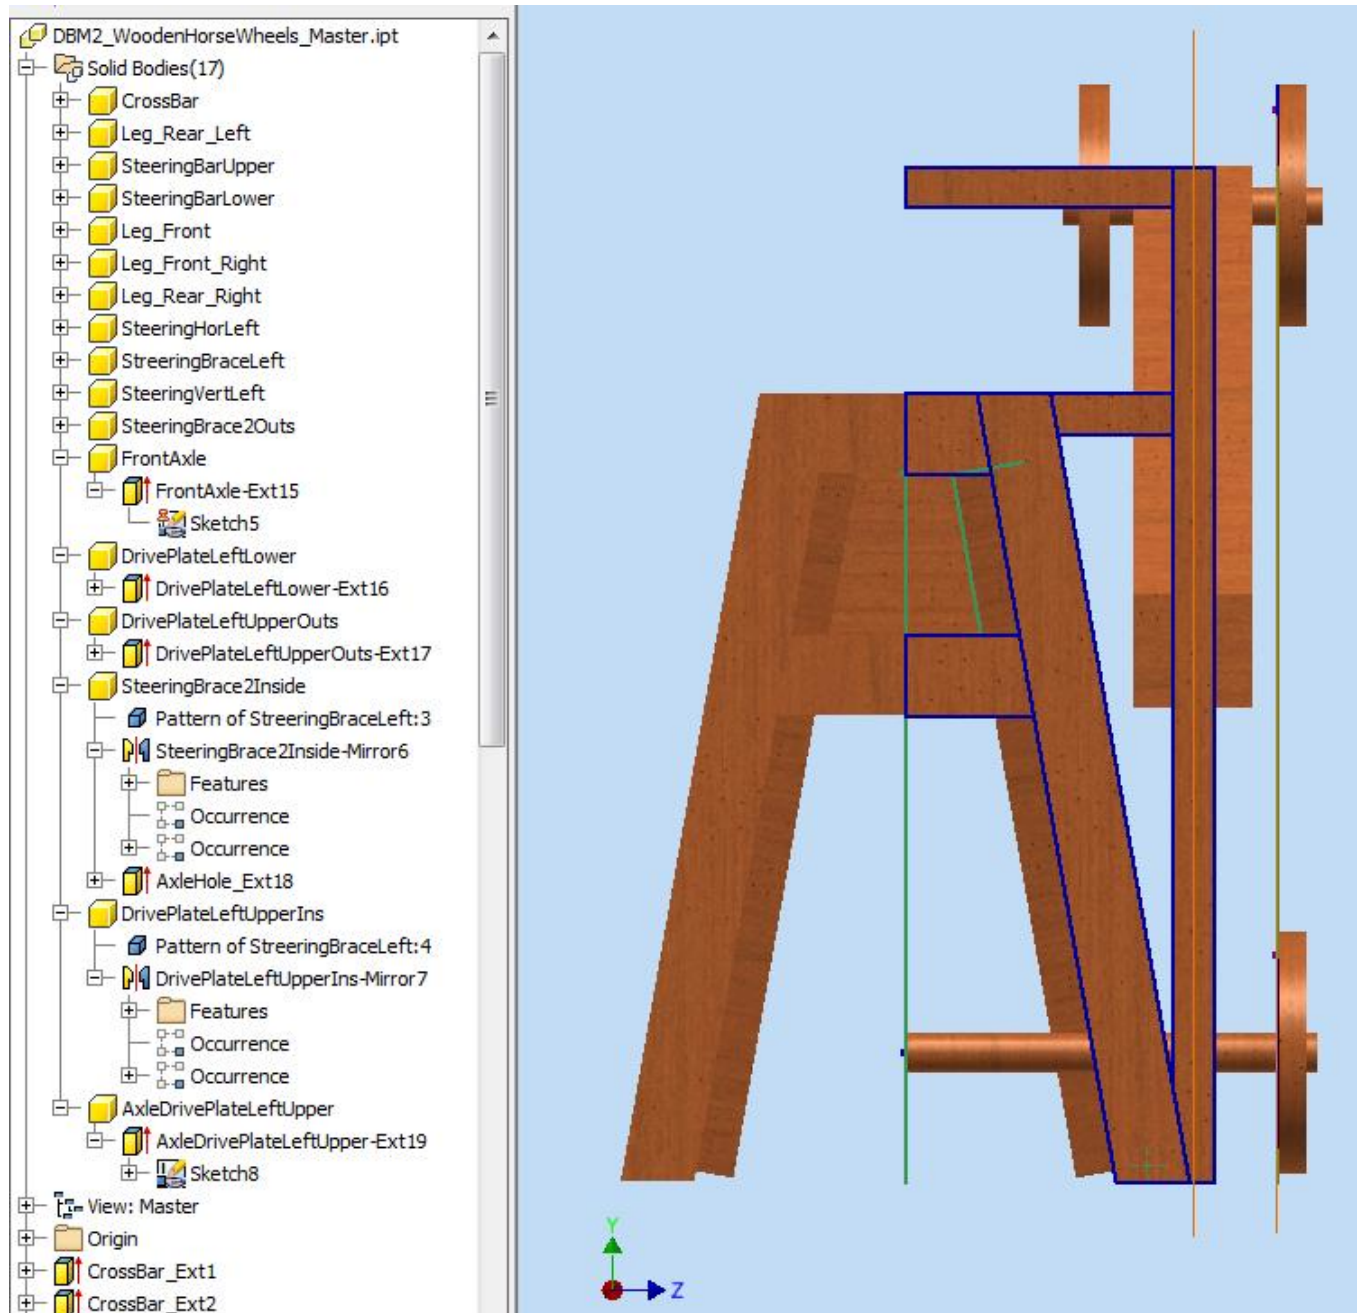 DBM2_WoodenHorseWheels_Master.ipt
Solid Bodies(17)
CrossBar
Leg_Rear_Left
SteeringBarUpper
SteeringBarLower
Leg_Front
Leg_Front_Right
Leg_Rear_Right
SteeringHorLeft
StreeringBraceLeft
SteeringVertLeft
SteeringBrace2Outs
FrontAxle
FrontAxle-Ext15
Sketch5
DrivePlateLeftLower
DrivePlateLeftLower-Ext16
DrivePlateLeftUpperOuts
DrivePlateLeftUpperOuts-Ext17
SteeringBrace2Inside
Pattern of StreeringBraceLeft:3
SteeringBrace2Inside-Mirror6
Features
Occurrence
Occurrence
AxleHole_Ext18
DrivePlateLeftUpperIns
Pattern of StreeringBraceLeft:4
DrivePlateLeftUpperIns-Mirror7
Features
Occurrence
Occurrence
AxleDrivePlateLeftUpper
AxleDrivePlateLeftUpper-Ext19
Sketch8
View: Master
Origin
CrossBar_Ext1
CrossBar_Ext2
Y
Z